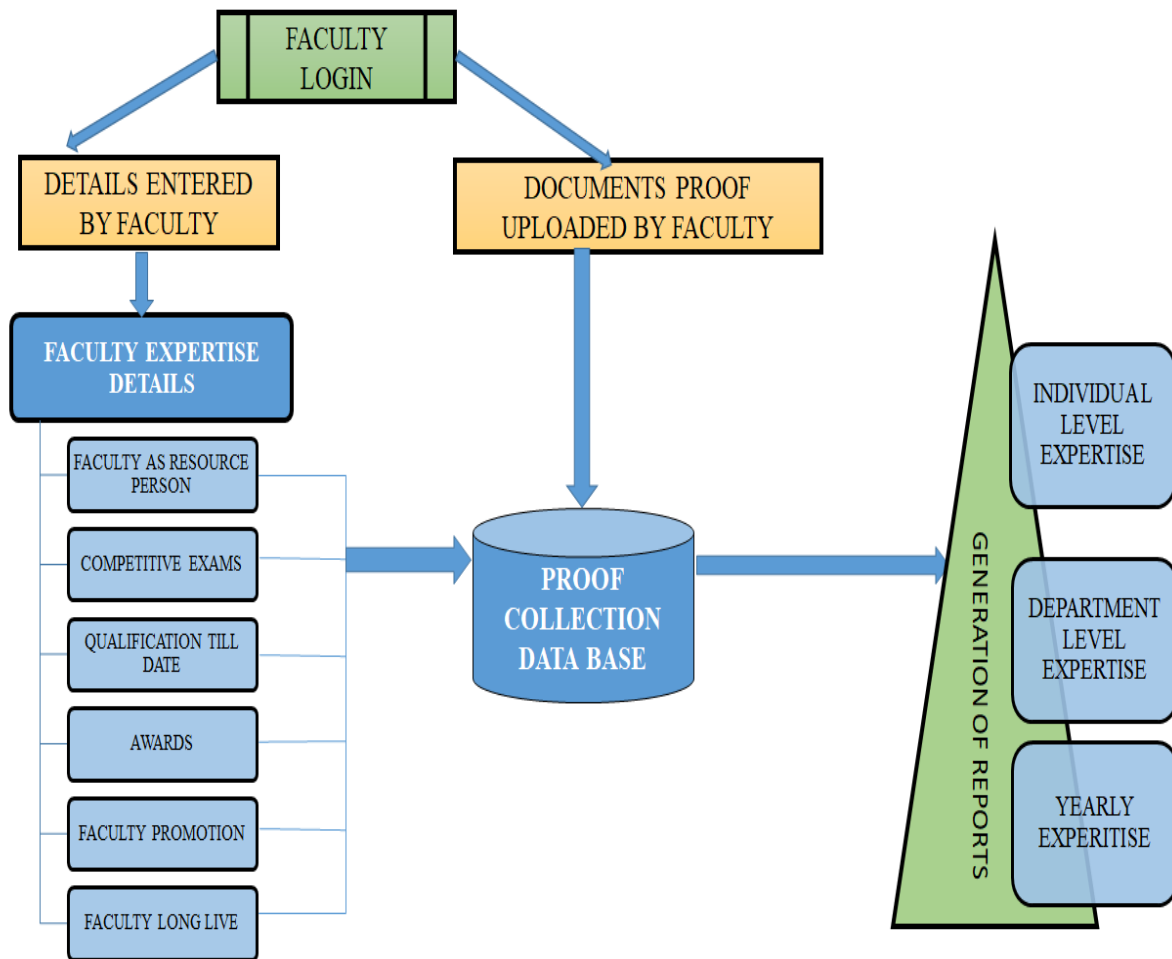 FACULTY
LOGIN
DETAILS ENTERED
BY FACULTY
DOCUMENTS PROOF
UPLOADED BY FACULTY
FACULTY EXPERTISE
DETAILS
FACULTY AS RESOURCE
PERSON
COMPETITIVE EXAMS
QUALIFICATION TILL
DATE
AWARDS
FACULTY PROMOTION
FACULTY LONG LIVE
PROOF
COLLECTION
DATA BASE
GENERATION OF REPORTS
INDIVIDUAL
LEVEL
EXPERTISE
DEPARTMENT
LEVEL
EXPERTISE
YEARLY
EXPERITISE